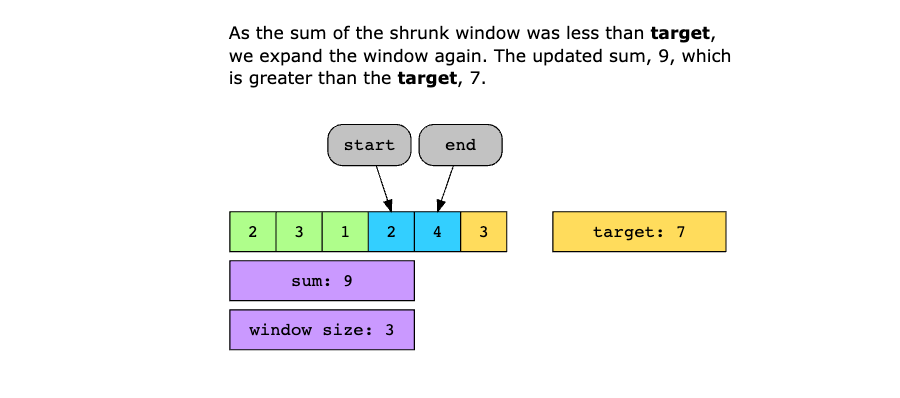 As the sum of the shrunk window was less than target,
we expand the window again. The updated sum, 9, which
is greater than the target, 7.
start end
2 3 1 2 4 3 target: 7
sum: 9
window size: 3